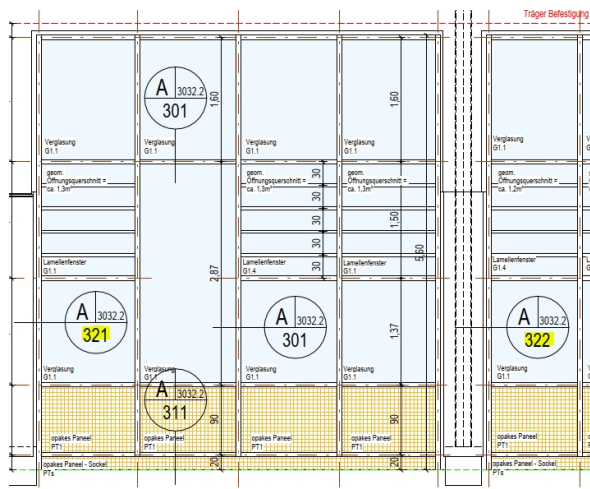 Träger Befestigung
A 3032.2
301
1,60
1,60
Verglasung
G1.1
Verglasung
G1.1
Verglasung
G1.1
Verglasung
G1.1
Verglasung
G1.1
geom.
Öffnungsquerschnitt =
ca. 1,3m²
geom.
Öffnungsquerschnitt =
ca. 1,3m²
geom.
Öffnungsquerschnitt =
ca. 1,3m²
geom.
Öffnungsquerschnitt =
ca. 1,2m²
30
30
30
30
30
1,50
5,60
2,87
Lamellenfenster
G1.1
Lamellenfenster
G1.4
Lamellenfenster
G1.1
Lamellenfenster
G1.4
A 3032.2
321
A 3032.2
301
A 3032.2
322
1,37
Verglasung
G1.1
Verglasung
G1.1
Verglasung
G1.1
Verglasung
G1.1
Verglasung
G1.1
A 3032.2
311
90
90
opakes Paneel
PT1
opakes Paneel
PT1
opakes Paneel
PT1
opakes Paneel
PT1
opakes Paneel
PT1
20
20
opakes Paneel - Sockel
PTs
opakes Paneel - Sockel
PTs